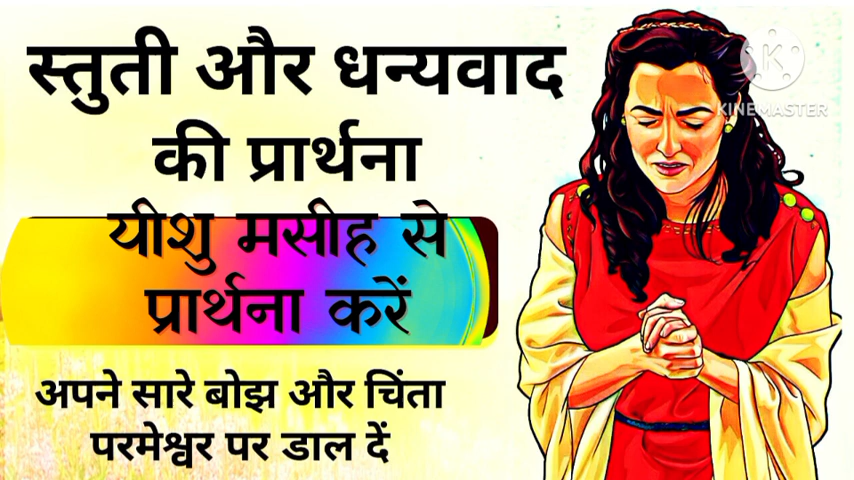 स्तुती और धन्यवाद
की प्रार्थना
यीशु मसीह से
प्रार्थना करें
अपने सारे बोझ और चिंता
परमेश्वर पर डाल दें
K
KINEMASTER